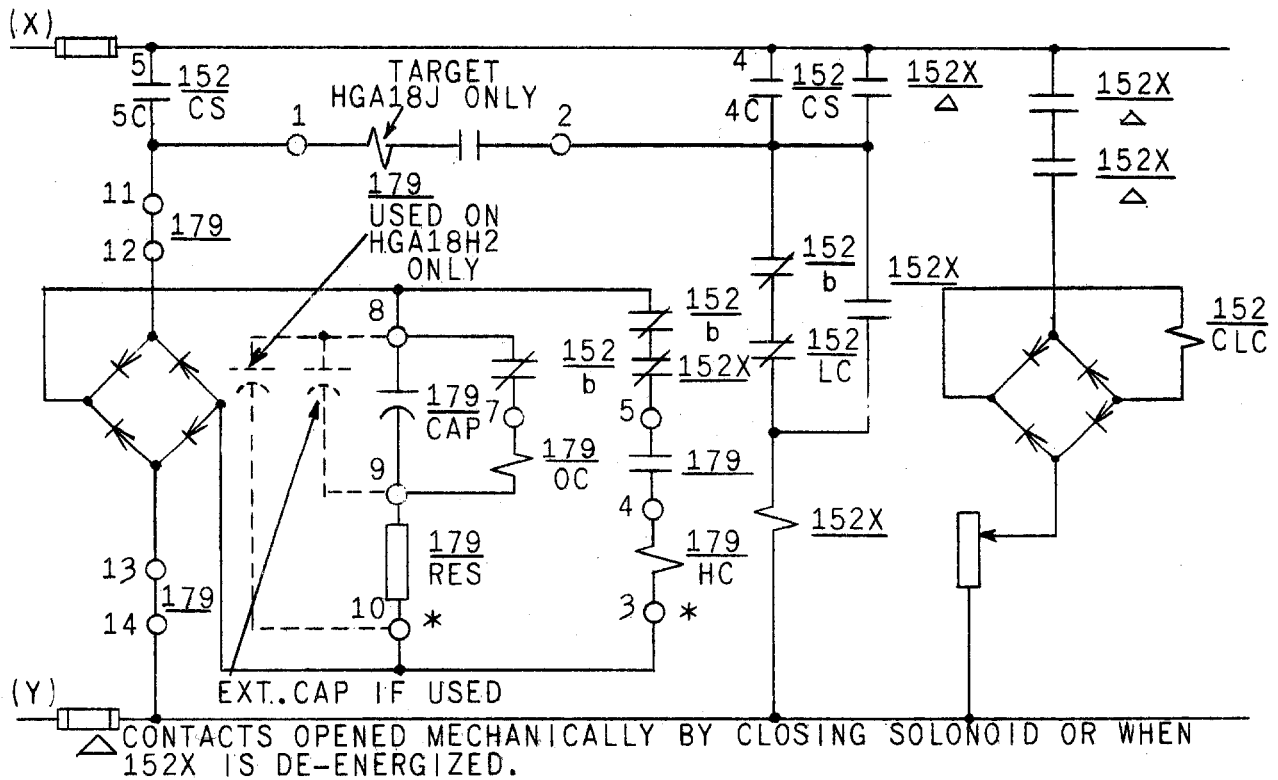 (X)
5
152
CS
5C
TARGET
HGA18J ONLY
1
2
4
152
CS
4C
152X
△
152X
△
152X
△
179
USED ON
HGA18H2
ONLY
11
179
12
8
152
b
152
b
152X
152
b
152X
152
LC
152
CLC
179
CAP
7
5
179
OC
9
179
4
152X
179
RES
179
HC
13
179
14
10
*
3
*
(Y)
EXT.CAP IF USED
△ CONTACTS OPENED MECHANICALLY BY CLOSING SOLONOID OR WHEN
152X IS DE-ENERGIZED.